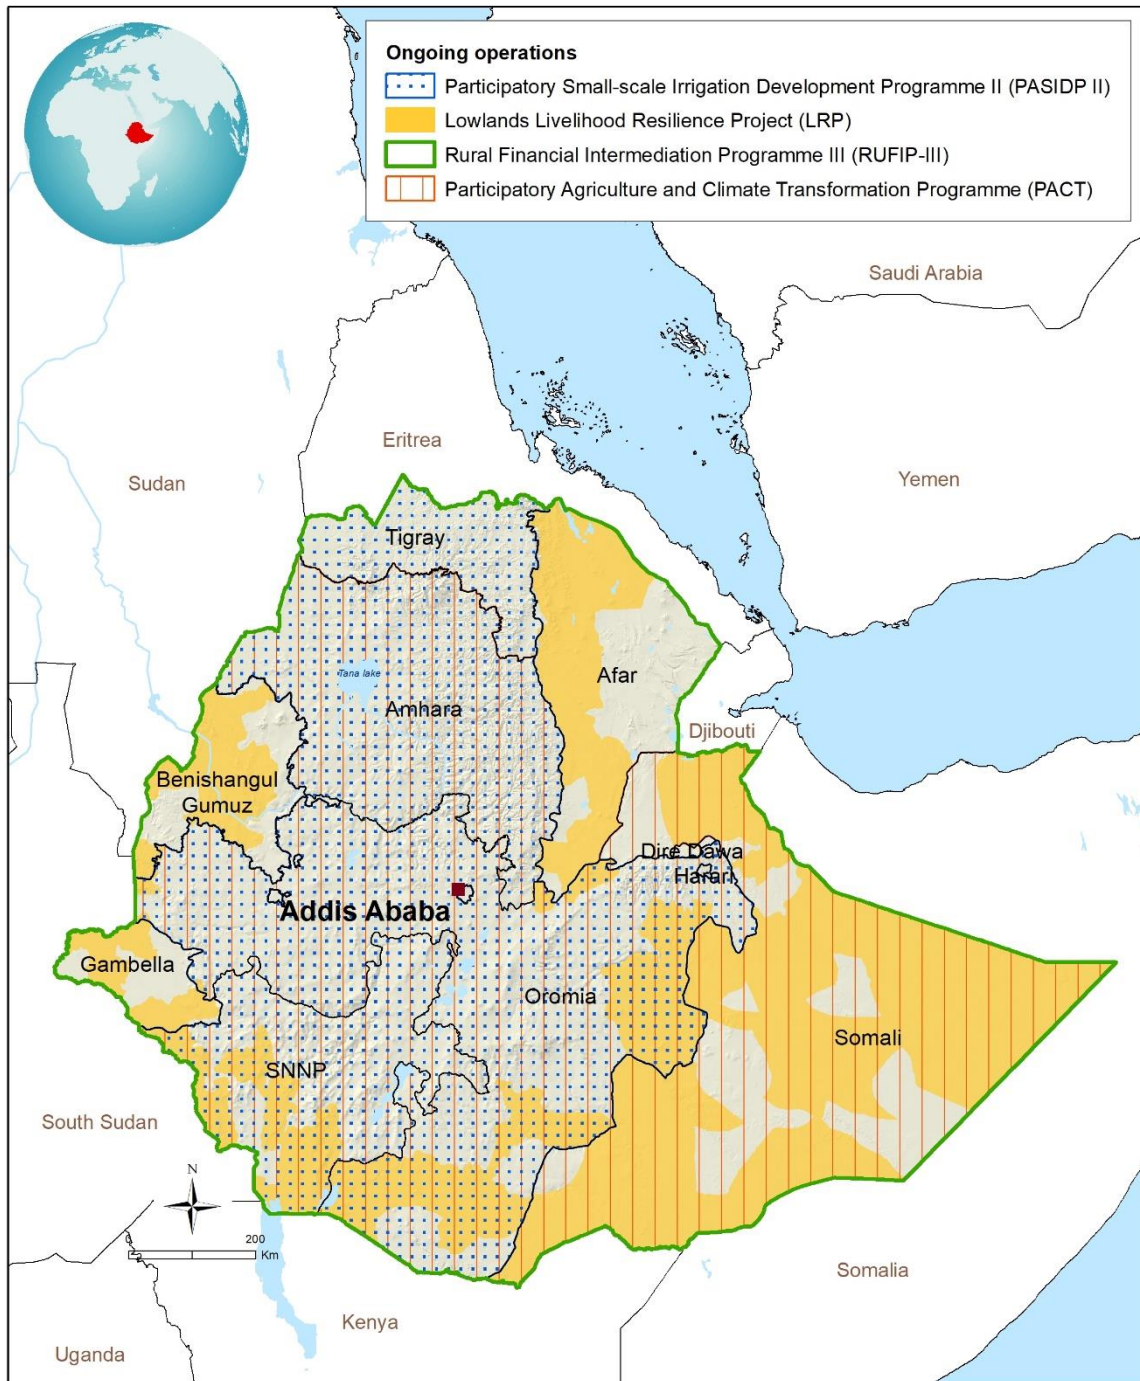 Ongoing operations
Participatory Small-scale Irrigation Development Programme II (PASIDP II)
Lowlands Livelihood Resilience Project (LRP)
Rural Financial Intermediation Programme III (RUFIP-III)
Participatory Agriculture and Climate Transformation Programme (PACT)
Saudi Arabia
Eritrea
Sudan
Yemen
Tigray
Tana lake
Afar
Amhara
Djibouti
Benishangul
Gumuz
Dire Dawa
Harari
Addis Ababa
Gambella
Oromia
Somali
SNNP
South Sudan
N
0
200
Km
Somalia
Kenya
Uganda